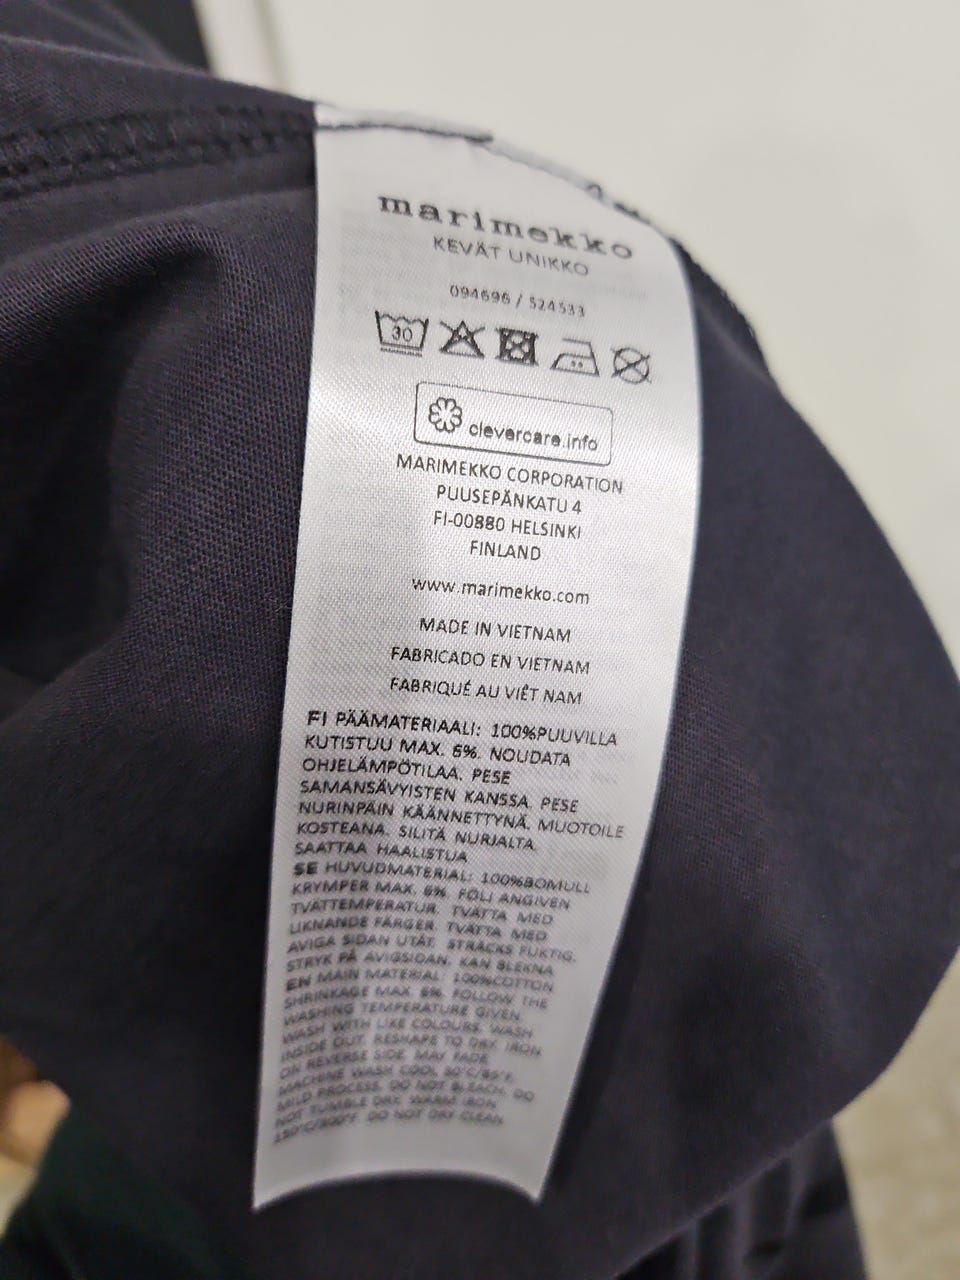 marimekko
KEVÄT UNIKKO
094696 / 524533
30
clevercare.info
MARIMEKKO CORPORATION
PUUSEPÄNKATU 4
FI-00880 HELSINKI
FINLAND
www.marimekko.com
MADE IN VIETNAM
FABRICADO EN VIETNAM
FABRIQUÉ AU VIÊT NAM
FI PÄÄMATERIAALI: 100%PUUVILLA
KUTISTUU MAX. 6%. NOUDATA
OHJELÄMPÖTILAA. PESE
SAMANSÄVYISTEN KANSSA. PESE
NURINPÄIN KÄÄNNETTYNÄ. MUOTOILE
KOSTEANA. SILITÄ NURJALTA.
SAATTAA HAALISTUA
SE HUVUDMATERIAL: 100%BOMULL
KRYMPER MAX. 6%. FÖLJ ANGIVEN
TVÄTTEMPERATUR. TVÄTTA MED
LIKNANDE FÄRGER. TVÄTTA MED
AVIGA SIDAN UTÅT. STRÄCKS FUKTIG.
STRYK PÅ AVIGSIDAN. KAN BLEKNA
EN MAIN MATERIAL: 100%COTTON
SHRINKAGE MAX. 6%. FOLLOW THE
WASHING TEMPERATURE GIVEN.
WASH WITH LIKE COLOURS. WASH
INSIDE OUT. RESHAPE TO DRY. IRON
ON REVERSE SIDE. MAY FADE
MACHINE WASH COOL 30°C/85°F.
MILD PROCESS. DO NOT BLEACH. DO
NOT TUMBLE DRY. WARM IRON
150°C/300°F. DO NOT DRY CLEAN